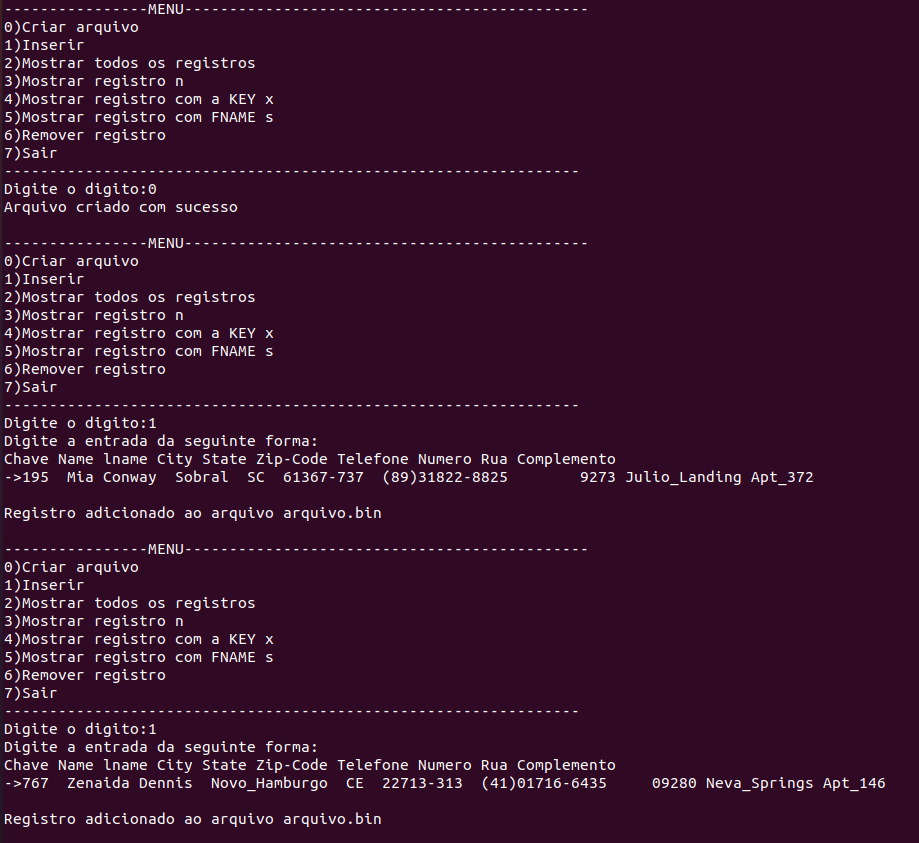 ----------------MENU---------------------------------------------
0)Criar arquivo
1)Inserir
2)Mostrar todos os registros
3)Mostrar registro n
4)Mostrar registro com a KEY x
5)Mostrar registro com FNAME s
6)Remover registro
7)Sair
----------------------------------------------------------------
Digite o digito:0
Arquivo criado com sucesso
----------------MENU---------------------------------------------
0)Criar arquivo
1)Inserir
2)Mostrar todos os registros
3)Mostrar registro n
4)Mostrar registro com a KEY x
5)Mostrar registro com FNAME s
6)Remover registro
7)Sair
----------------------------------------------------------------
Digite o digito:1
Digite a entrada da seguinte forma:
Chave Name lname City State Zip-Code Telefone Numero Rua Complemento
->195  Mia Conway  Sobral  SC  61367-737  (89)31822-8825        9273 Julio_Landing Apt_372
Registro adicionado ao arquivo arquivo.bin
----------------MENU---------------------------------------------
0)Criar arquivo
1)Inserir
2)Mostrar todos os registros
3)Mostrar registro n
4)Mostrar registro com a KEY x
5)Mostrar registro com FNAME s
6)Remover registro
7)Sair
----------------------------------------------------------------
Digite o digito:1
Digite a entrada da seguinte forma:
Chave Name lname City State Zip-Code Telefone Numero Rua Complemento
->767  Zenaida Dennis  Novo_Hamburgo  CE  22713-313  (41)01716-6435     09280 Neva_Springs Apt_146
Registro adicionado ao arquivo arquivo.bin